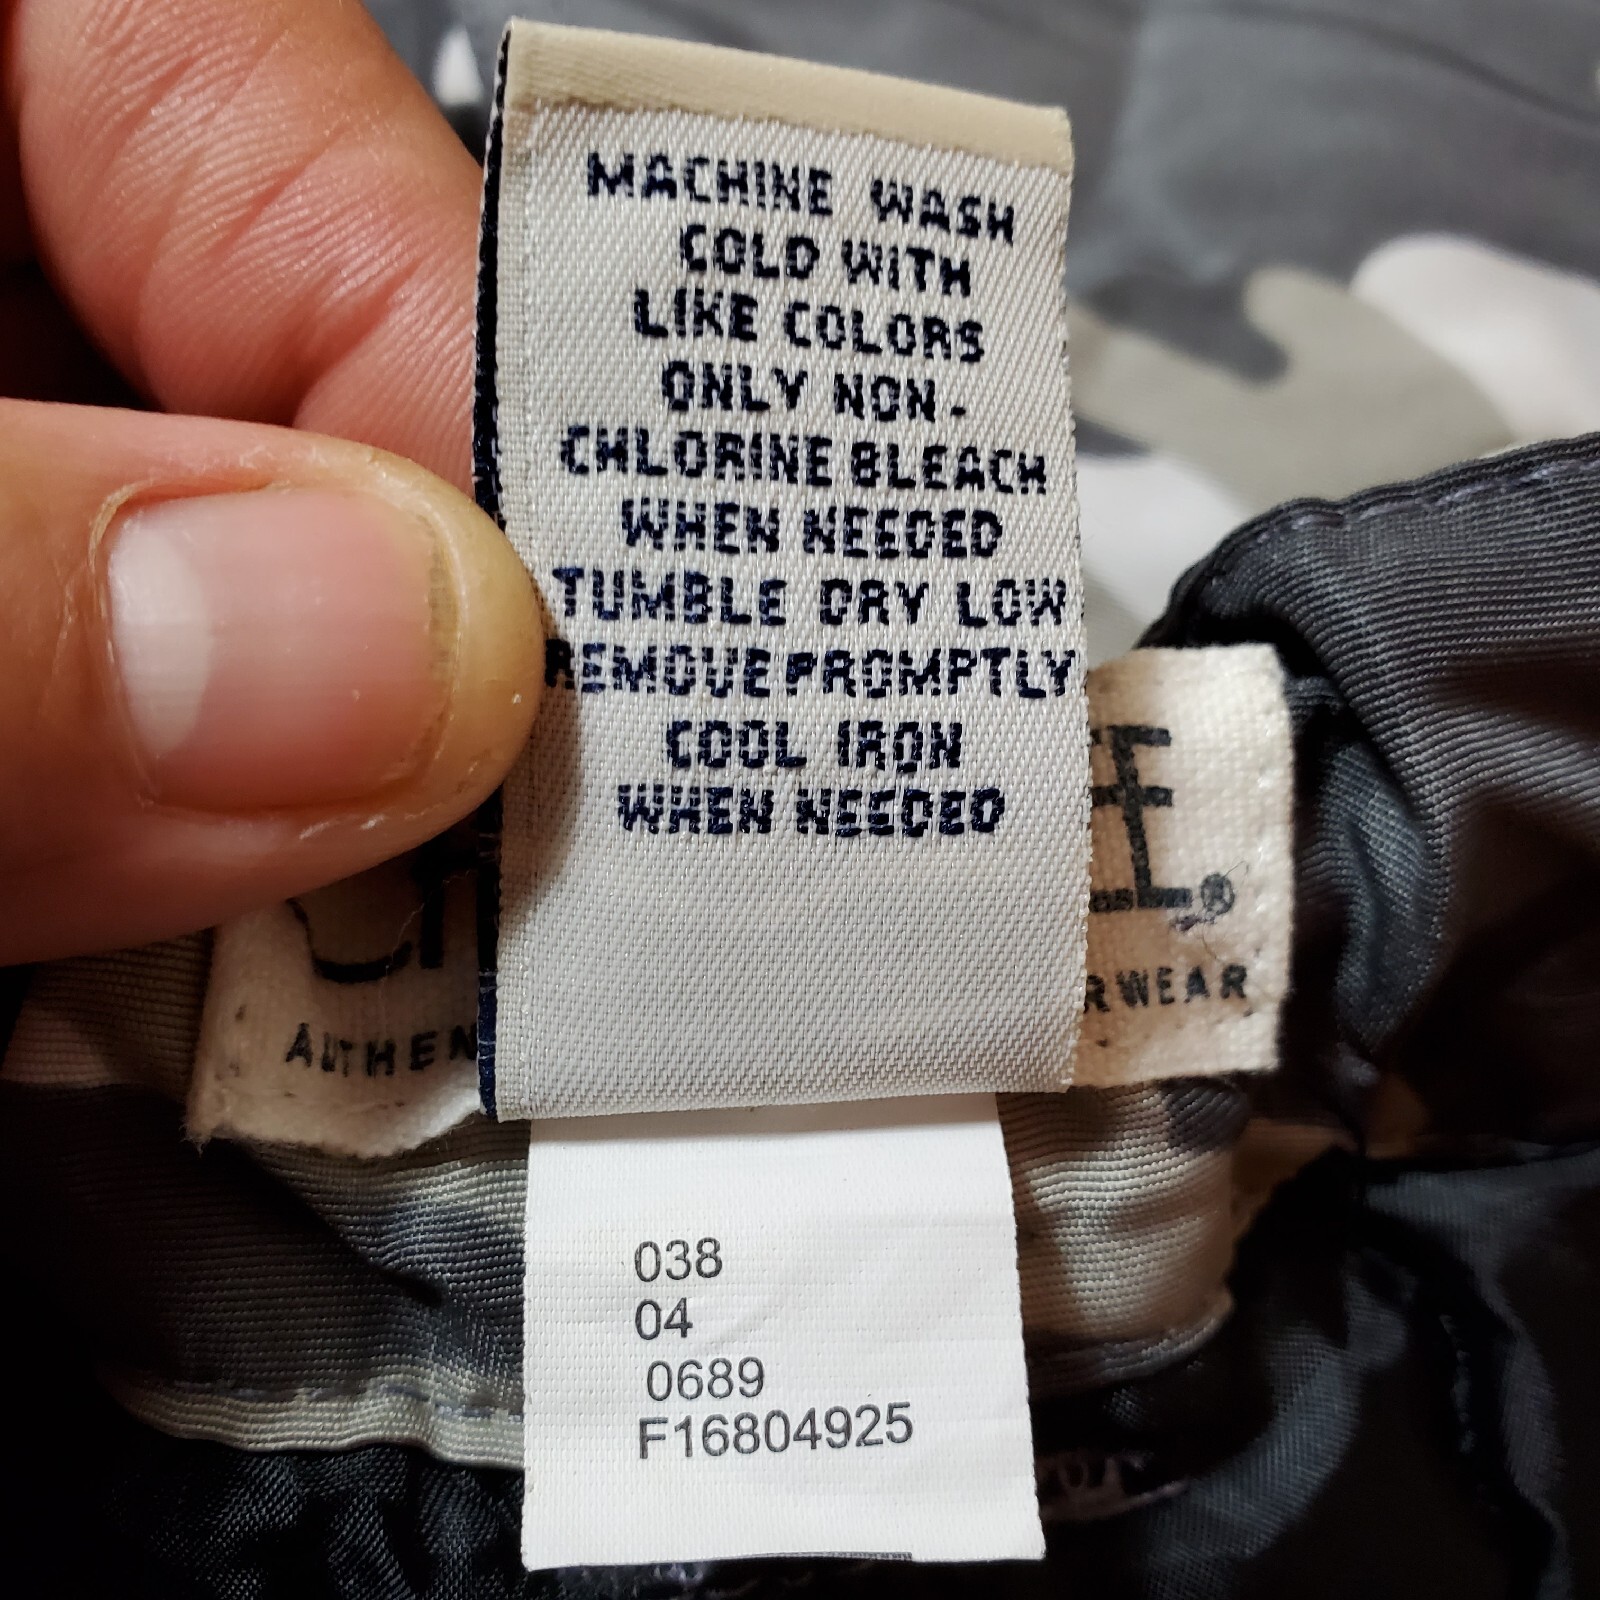 MACHINE WASH
COLD WITH
LIKE COLORS
ONLY NON-
CHLORINE BLEACH
WHEN NEEDED
TUMBLE DRY LOW
REMOVE PROMPTLY
COOL IRON
WHEN NEEDED
®
AUTHEN
RWEAR
038
04
0689
F16804925